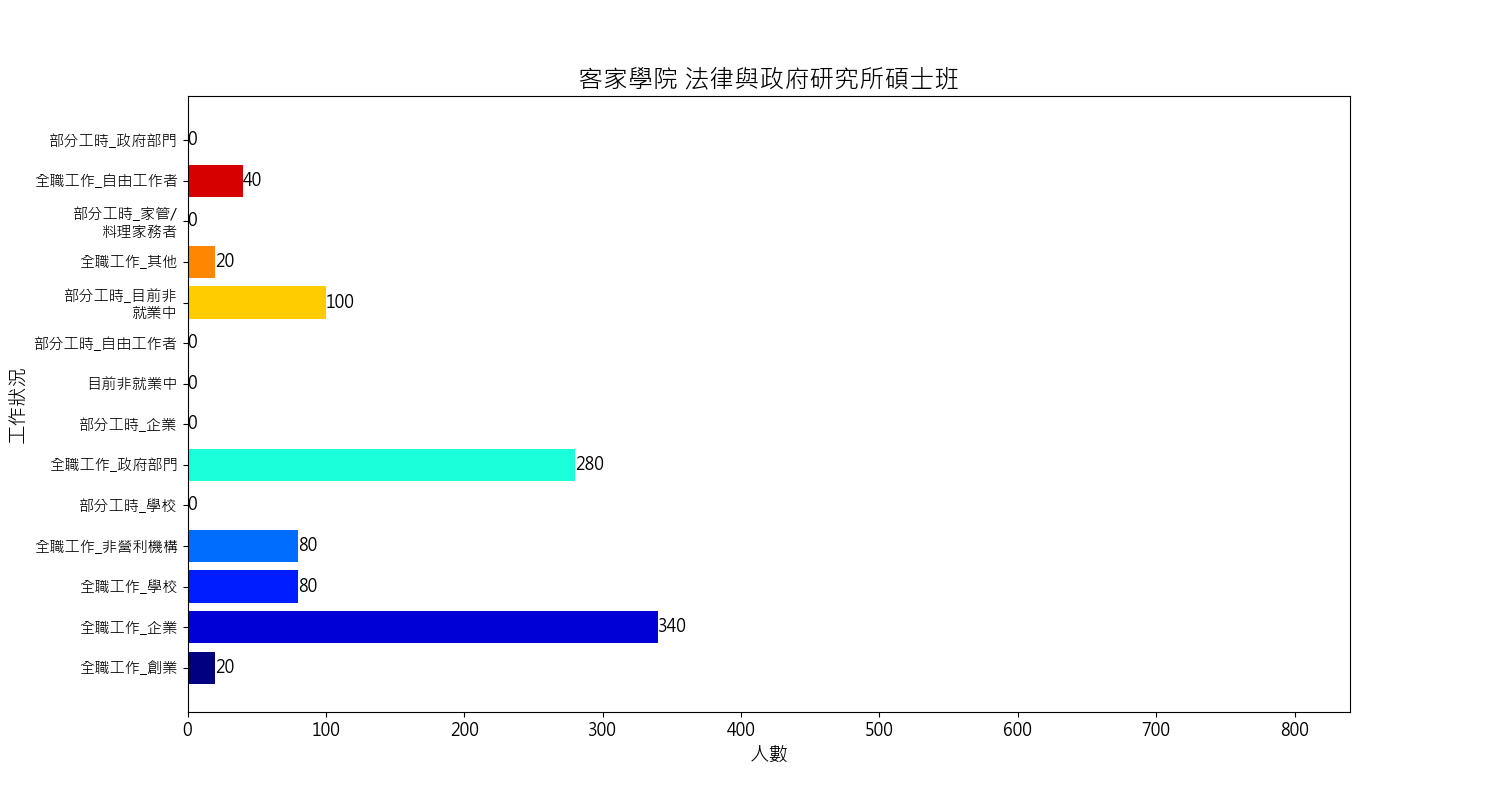 客家學院 法律與政府研究所碩士班
工作狀況
部分工時_政府部門
0
全職工作_自由工作者
40
部分工時_家管/
料理家務者
0
全職工作_其他
20
部分工時_目前非
就業中
100
部分工時_自由工作者
0
目前非就業中
0
部分工時_企業
0
全職工作_政府部門
280
部分工時_學校
0
全職工作_非營利機構
80
全職工作_學校
80
全職工作_企業
340
全職工作_創業
20
0 100 200 300 400 500 600 700 800
人數